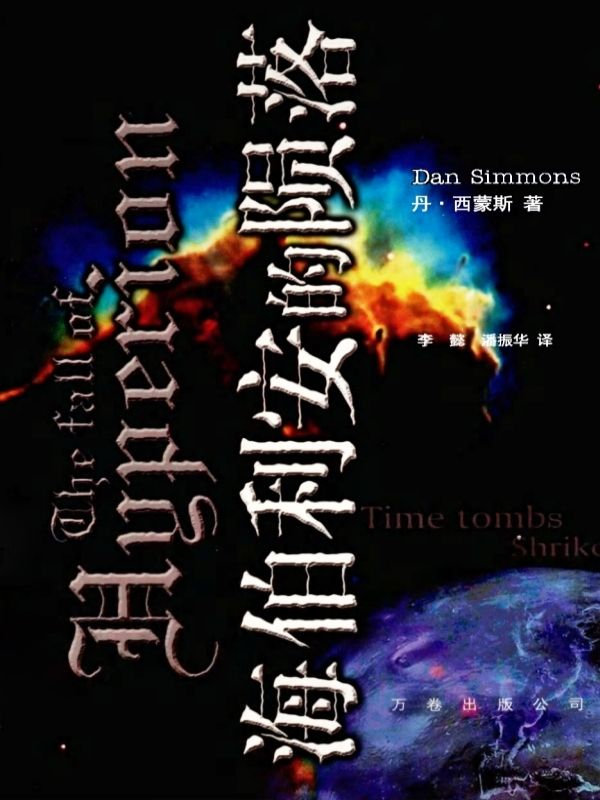 The fall of
Hyperion
海伯利安的陨落
Dan Simmons
丹·西蒙斯 著
李 懿 潘振华 译
Time tombs
Shrike
万卷出版公司